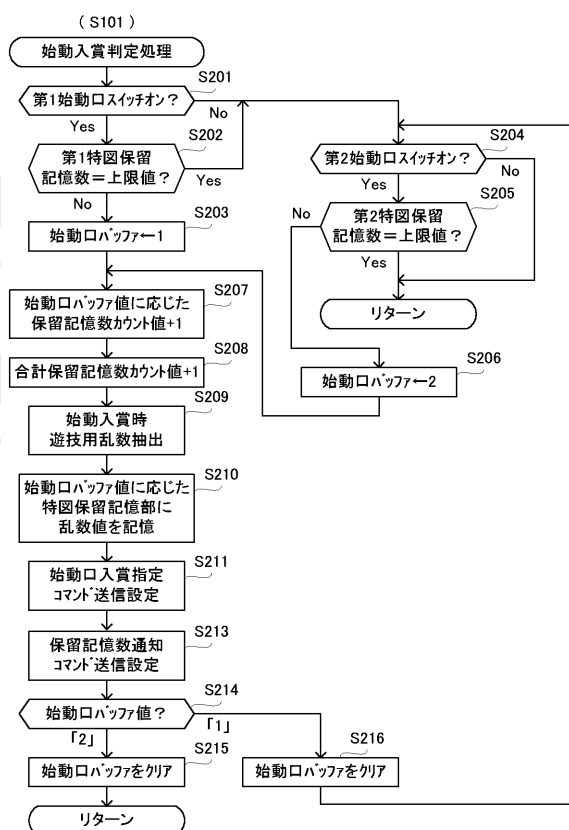 (S101)
始動入賞判定処理
S201
第1始動口スイッチオン?
No
Yes
S202
第1特図保留
記憶数=上限値?
Yes
No
S203
始動口バッファ←1
S204
第2始動口スイッチオン?
No
Yes
S205
No
第2特図保留
記憶数=上限値?
Yes
リターン
S206
始動口バッファ←2
S207
始動口バッファ値に応じた
保留記憶数カウント値+1
S208
合計保留記憶数カウント値+1
S209
始動入賞時
遊技用乱数抽出
S210
始動口バッファ値に応じた
特図保留記憶部に
乱数値を記憶
S211
始動口入賞指定
コマンド送信設定
S213
保留記憶数通知
コマンド送信設定
S214
始動口バッファ値?
「1」
「2」
S215
始動口バッファをクリア
S216
始動口バッファをクリア
リターン